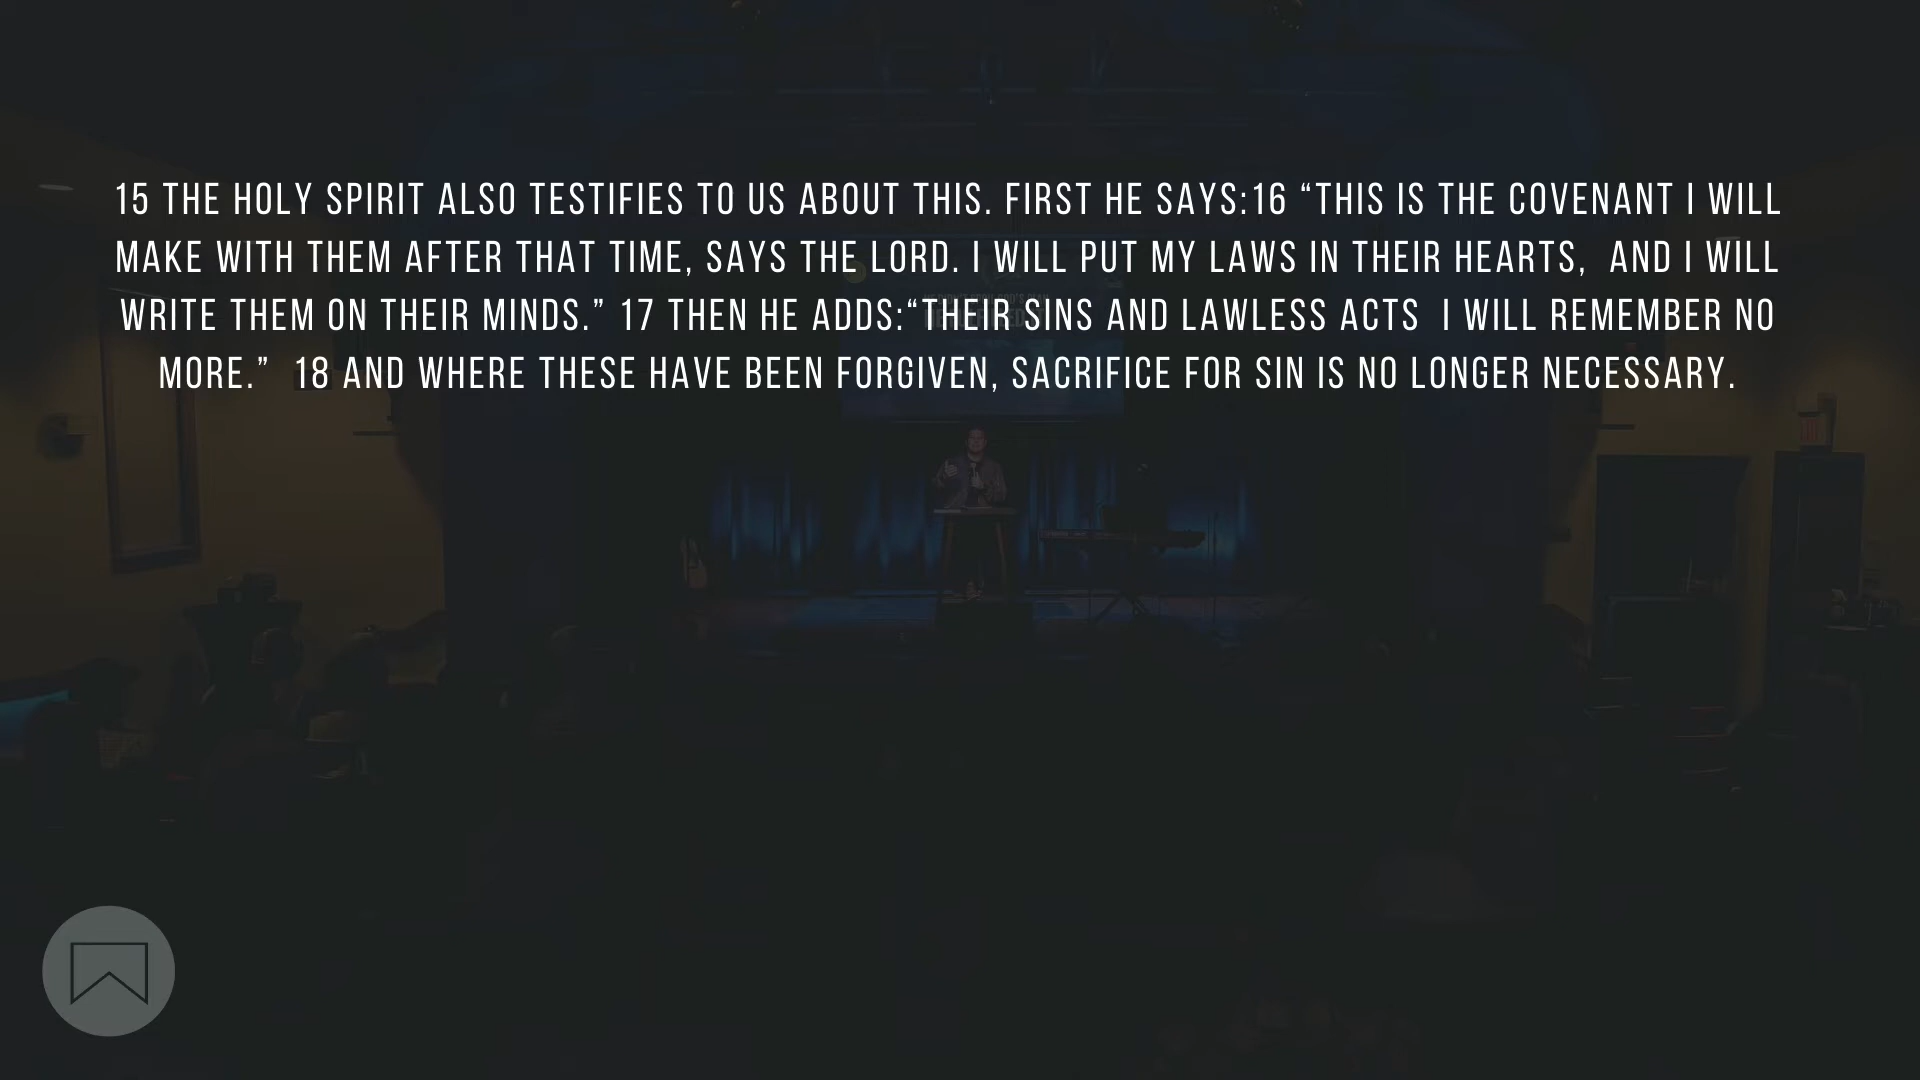 15 THE HOLY SPIRIT ALSO TESTIFIES TO US ABOUT THIS. FIRST HE SAYS:16 “THIS IS THE COVENANT I WILL
MAKE WITH THEM AFTER THAT TIME, SAYS THE LORD. I WILL PUT MY LAWS IN THEIR HEARTS,  AND I WILL
WRITE THEM ON THEIR MINDS.” 17 THEN HE ADDS:“THEIR SINS AND LAWLESS ACTS  I WILL REMEMBER NO
MORE.”  18 AND WHERE THESE HAVE BEEN FORGIVEN, SACRIFICE FOR SIN IS NO LONGER NECESSARY.